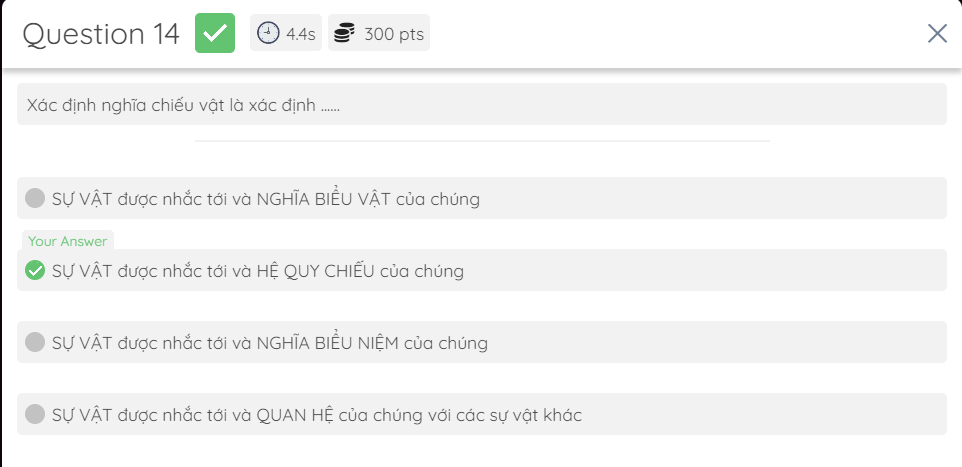 Question 14 4.4s 300 pts
Xác định nghĩa chiếu vật là xác định ......
SỰ VẬT được nhắc tới và NGHĨA BIỂU VẬT của chúng
Your Answer
SỰ VẬT được nhắc tới và HỆ QUY CHIẾU của chúng
SỰ VẬT được nhắc tới và NGHĨA BIỂU NIỆM của chúng
SỰ VẬT được nhắc tới và QUAN HỆ của chúng với các sự vật khác